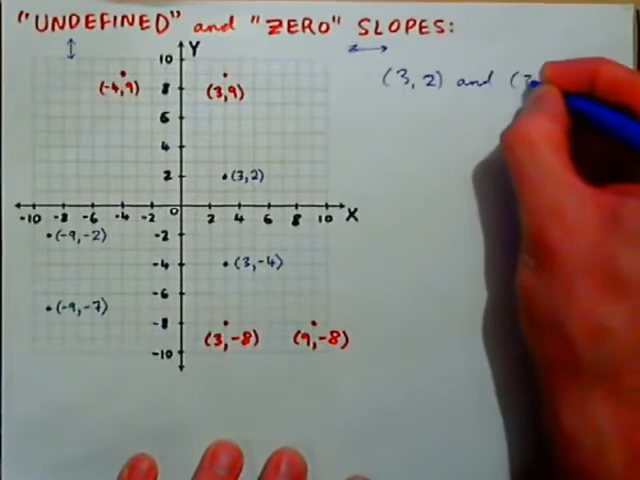 "UNDEFINED" and "ZERO" SLOPES:
Y
(3, 2) and (
10
(-4,9) 8 (3,9)
6
4
2 (3,2)
-10 -8 -6 -4 -2 0 2 4 6 8 10 X
(-9,-2) -2
-4 (3,-4)
-6
(-9,-7)
-8
(3,-8) (9,-8)
-10